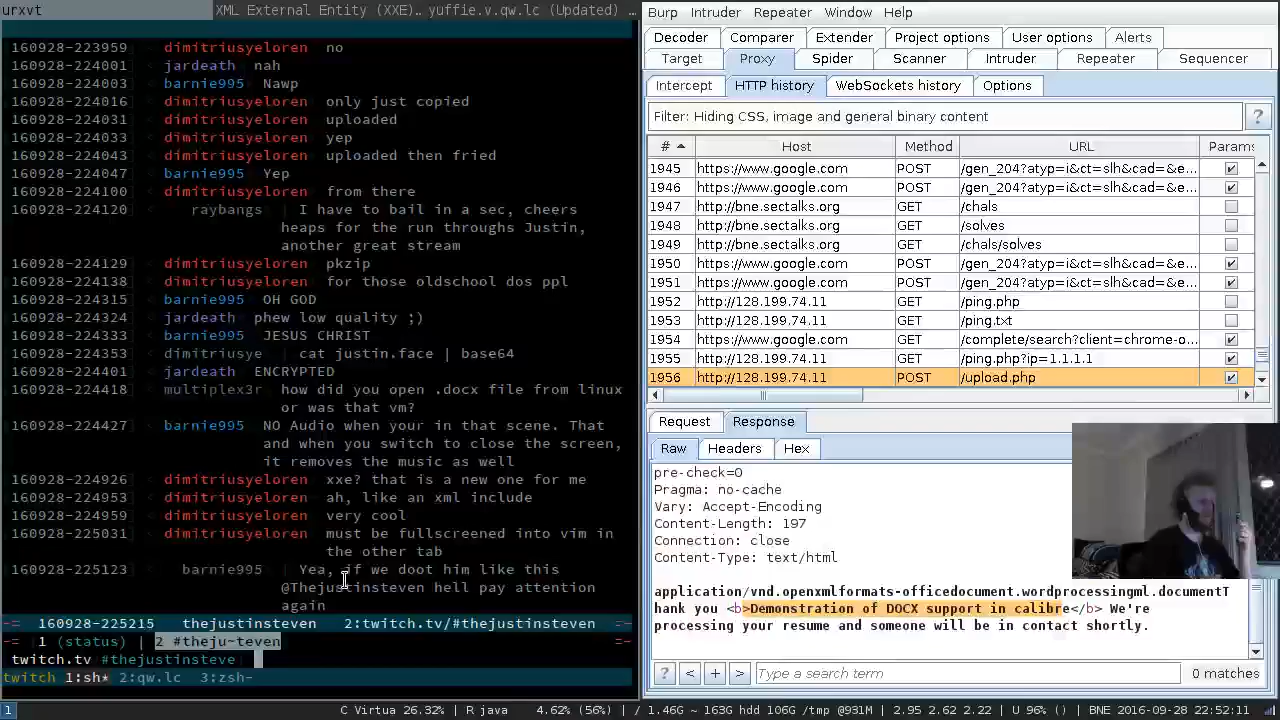 urxvt XML External Entity (XXE)… yuffie.v.qw.lc (Updated) …
160928-223959 dimitriusyeloren no
160928-224001 jardeath nah
160928-224003 barnie995 Nawp
160928-224016 dimitriusyeloren only just copied
160928-224031 dimitriusyeloren uploaded
160928-224033 dimitriusyeloren yep
160928-224043 dimitriusyeloren uploaded then fried
160928-224047 barnie995 Yep
160928-224100 dimitriusyeloren from there
160928-224120 raybangs | I have to bail in a sec, cheers
heaps for the run throughs Justin,
another great stream
160928-224129 dimitriusyeloren pkzip
160928-224138 dimitriusyeloren for those oldschool dos ppl
160928-224315 barnie995 OH GOD
160928-224324 jardeath phew low quality ;)
160928-224333 barnie995 JESUS CHRIST
160928-224353 dimitriusye | cat justin.face | base64
160928-224401 jardeath ENCRYPTED
160928-224418 multiplex3r how did you open .docx file from linux
or was that vm?
160928-224427 barnie995 NO Audio when your in that scene. That
and when you switch to close the screen,
it removes the music as well
160928-224926 dimitriusyeloren xxe? that is a new one for me
160928-224953 dimitriusyeloren ah, like an xml include
160928-224959 dimitriusyeloren very cool
160928-225031 dimitriusyeloren must be fullscreened into vim in
the other tab
160928-225123 barnie995 | Yea, if we doot him like this
@Thejustinsteven hell pay attention
again
-= 160928-225215 thejustinsteven 2:twitch.tv/#thejustinsteven =-
-= 1 (status) | 2 #theju~teven =-
twitch.tv #thejustinsteve
twitch 1:sh* 2:qw.lc 3:zsh-
Burp Intruder Repeater Window Help
Decoder Comparer Extender Project options User options Alerts
Target Proxy Spider Scanner Intruder Repeater Sequencer
Intercept HTTP history WebSockets history Options
Filter: Hiding CSS, image and general binary content ?
# Host Method URL Params
1945 https://www.google.com POST /gen_204?atyp=i&ct=slh&cad=&e...
1946 https://www.google.com POST /gen_204?atyp=i&ct=slh&cad=&e...
1947 http://bne.sectalks.org GET /chals
1948 http://bne.sectalks.org GET /solves
1949 http://bne.sectalks.org GET /chals/solves
1950 https://www.google.com POST /gen_204?atyp=i&ct=slh&cad=&e...
1951 https://www.google.com POST /gen_204?atyp=i&ct=slh&cad=&e...
1952 http://128.199.74.11 GET /ping.php
1953 http://128.199.74.11 GET /ping.txt
1954 https://www.google.com GET /complete/search?client=chrome-o...
1955 http://128.199.74.11 GET /ping.php?ip=1.1.1.1
1956 http://128.199.74.11 POST /upload.php
Request Response
Raw Headers Hex
pre-check=0
Pragma: no-cache
Vary: Accept-Encoding
Content-Length: 197
Connection: close
Content-Type: text/html
application/vnd.openxmlformats-officedocument.wordprocessingml.documentT
hank you <b>Demonstration of DOCX support in calibre</b> We're
processing your resume and someone will be in contact shortly.
? < + > Type a search term 0 matches
1 C Virtua 26.32% | R java 4.62% (56%) | / 1.46G ~ 163G hdd 106G /tmp @931M | 2.95 2.62 2.22 | U 96% | BNE 2016-09-28 22:52:11